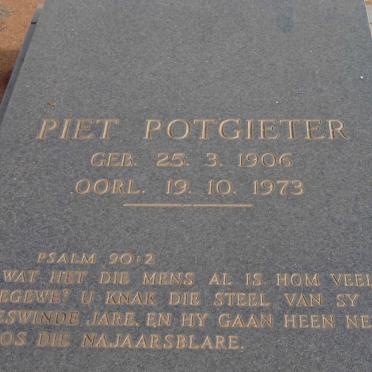 PIET POTGIETER
GEB. 25. 3. 1906
OORL. 19. 10. 1973
PSALM 90:2
WAT HET DIE MENS AL IS HOM VEEL
EGEWE? U KNAK DIE STEEL VAN SY
ESWINDE JARE, EN HY GAAN HEEN NE
OS DIE NAJAARSBLARE.